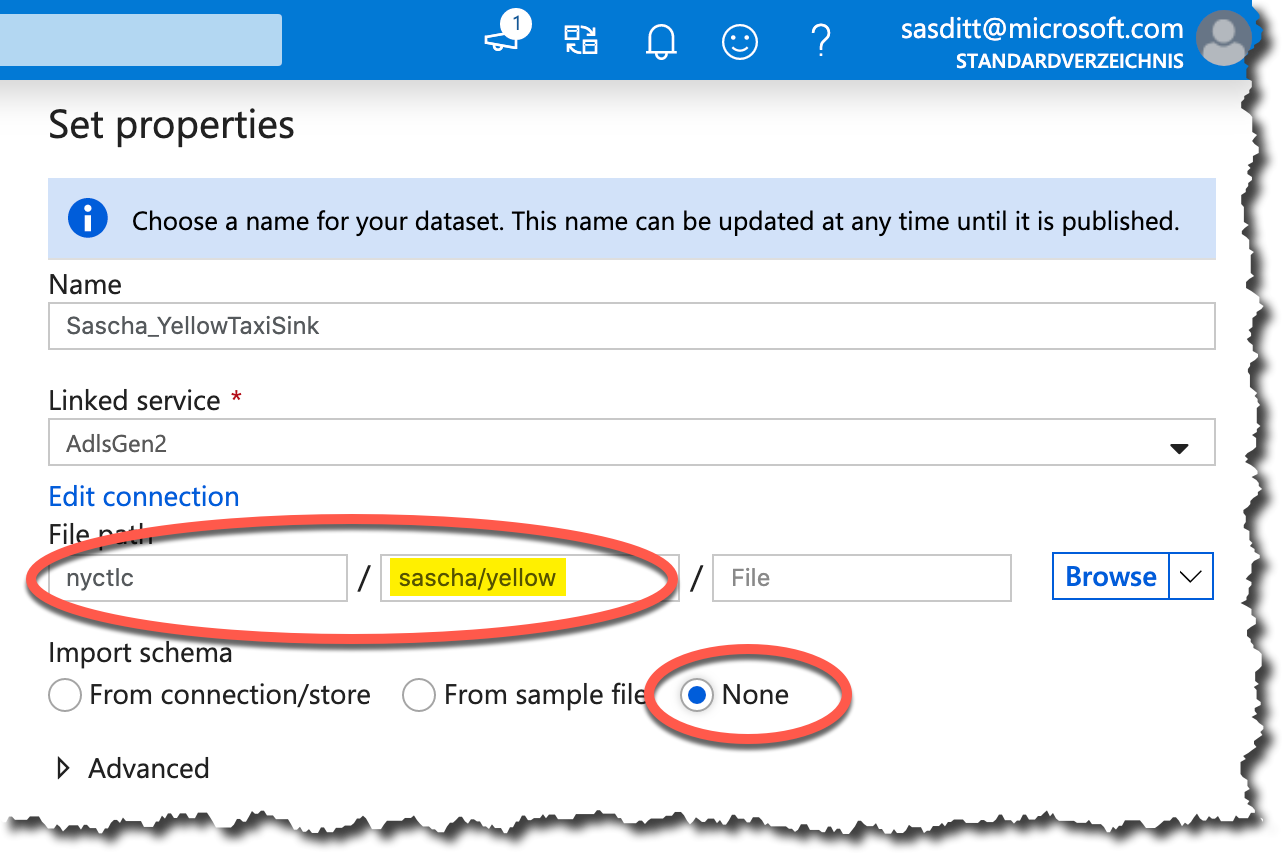 1
sasditt@microsoft.com
STANDARDVERZEICHNIS
Set properties
Choose a name for your dataset. This name can be updated at any time until it is published.
Name
Sascha_YellowTaxiSink
Linked service *
AdlsGen2
Edit connection
File path
nyctlc / sascha/yellow / File Browse
Import schema
From connection/store From sample file None
Advanced